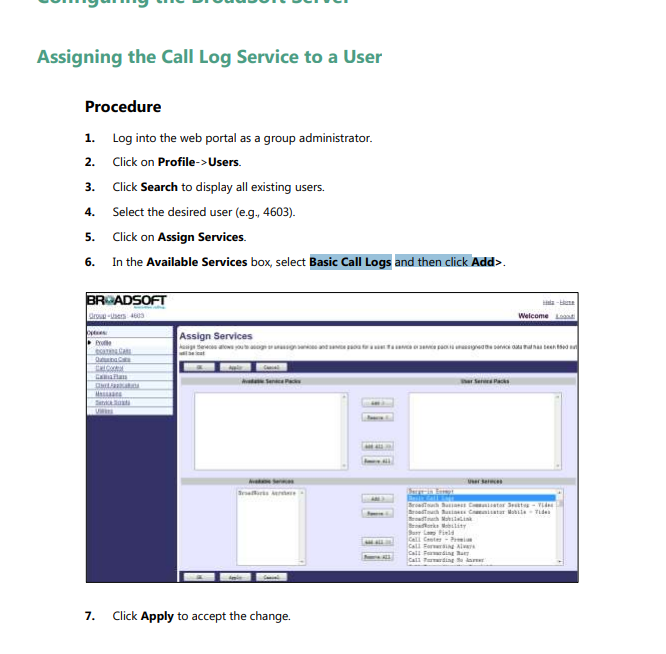 Configuring the BroadSoft Server
Assigning the Call Log Service to a User
Procedure
1. Log into the web portal as a group administrator.
2. Click on Profile->Users.
3. Click Search to display all existing users.
4. Select the desired user (e.g., 4603).
5. Click on Assign Services.
6. In the Available Services box, select Basic Call Logs and then click Add>.
BROADSOFT
Help - Home
Group >Users : 4603
Welcome Logout
Options:
Profile
Incoming Calls
Outgoing Calls
Call Control
Calling Plans
Client Applications
Messaging
Service Scripts
Utilities
Assign Services
Assign Services allows you to assign or unassign services and service packs for a user. If a service or service pack is unassigned the service data that has been filled out
will be lost.
OK Apply Cancel
Available Service Packs User Service Packs
Add >
Remove <
Add All >>
Remove All
Available Services User Services
BroadWorks Anywhere
Add >
Remove <
Add All >>
Remove All
Barge-in Exempt
Basic Call Logs
BroadTouch Business Communicator Desktop - Video
BroadTouch Business Communicator Mobile - Video
BroadTouch MobileLink
BroadWorks Mobility
Busy Lamp Field
Call Center - Premium
Call Forwarding Always
Call Forwarding Busy
Call Forwarding No Answer
OK Apply Cancel
7. Click Apply to accept the change.